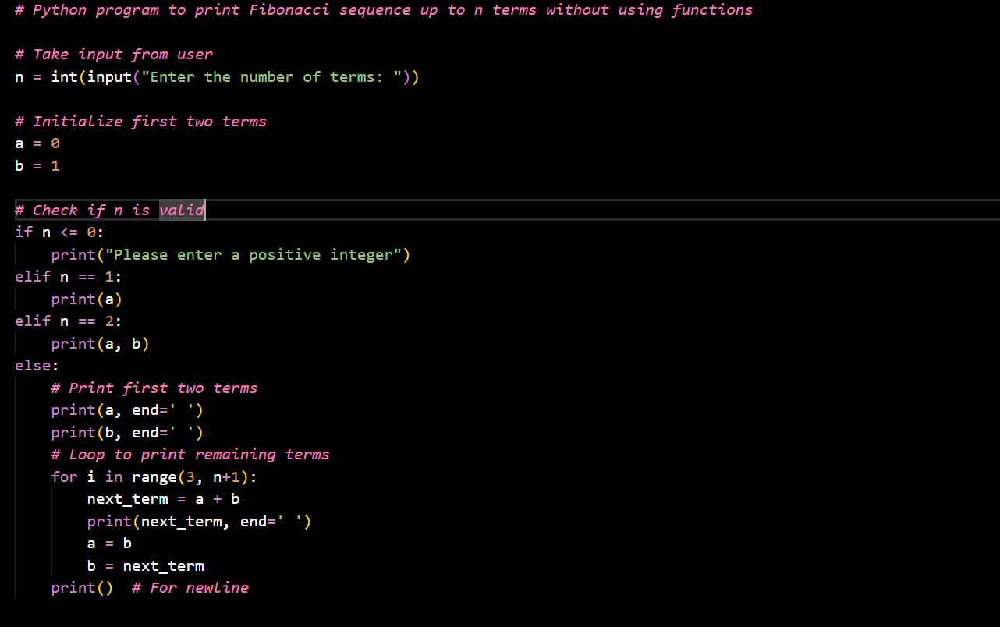 # Python program to print Fibonacci sequence up to n terms without using functions

# Take input from user
n = int(input("Enter the number of terms: "))

# Initialize first two terms
a = 0
b = 1

# Check if n is valid
if n <= 0:
    print("Please enter a positive integer")
elif n == 1:
    print(a)
elif n == 2:
    print(a, b)
else:
    # Print first two terms
    print(a, end=' ')
    print(b, end=' ')
    # Loop to print remaining terms
    for i in range(3, n+1):
        next_term = a + b
        print(next_term, end=' ')
        a = b
        b = next_term
    print()  # For newline